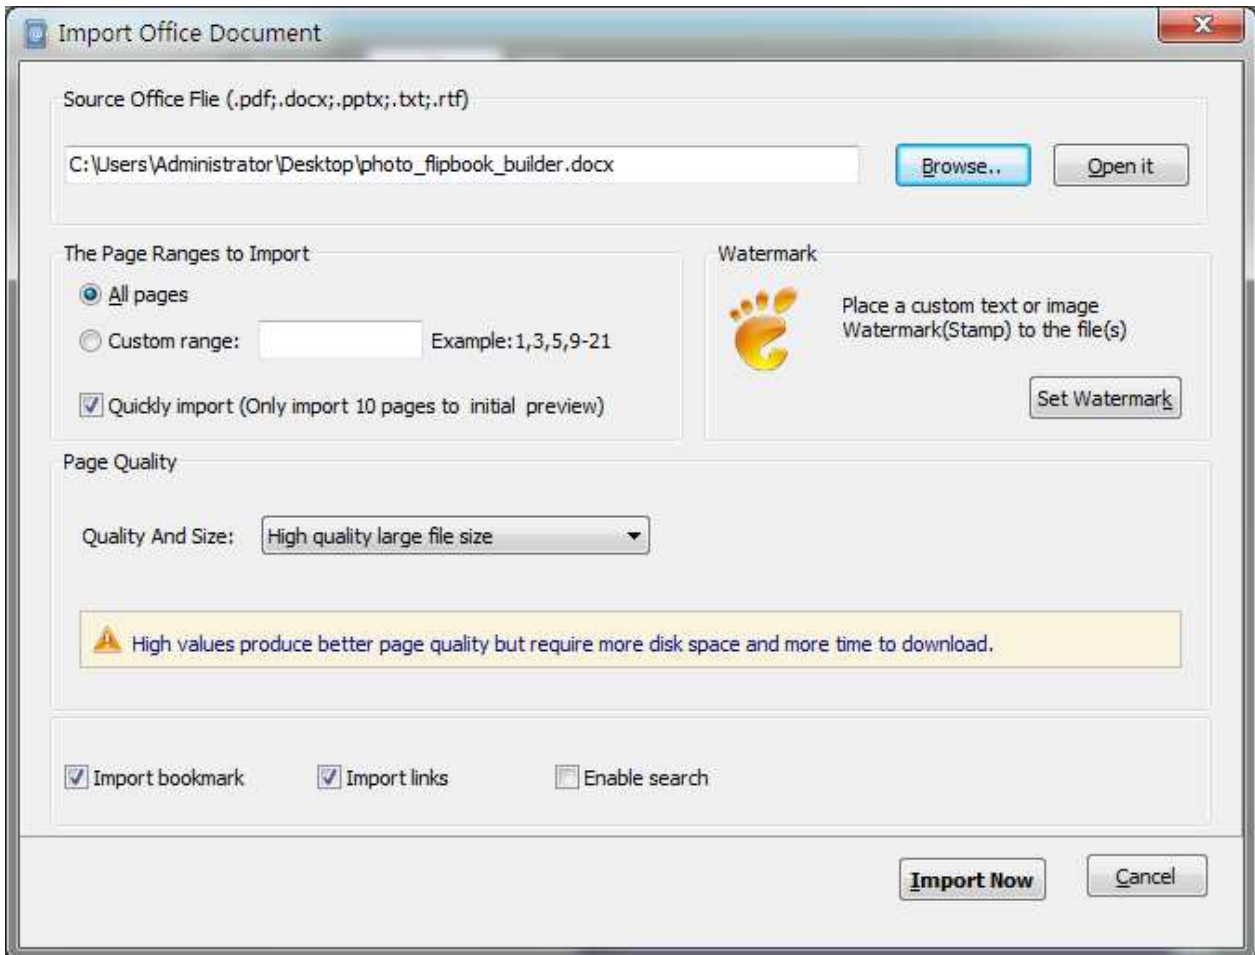 Import Office Document
Source Office Flie (.pdf;.docx;.pptx;.txt;.rtf)
C:\Users\Administrator\Desktop\photo_flipbook_builder.docx
Browse..
Open it
The Page Ranges to Import
All pages
Custom range:
Example:1,3,5,9-21
Quickly import (Only import 10 pages to initial preview)
Watermark
Place a custom text or image
Watermark(Stamp) to the file(s)
Set Watermark
Page Quality
Quality And Size:
High quality large file size
High values produce better page quality but require more disk space and more time to download.
Import bookmark
Import links
Enable search
Import Now
Cancel